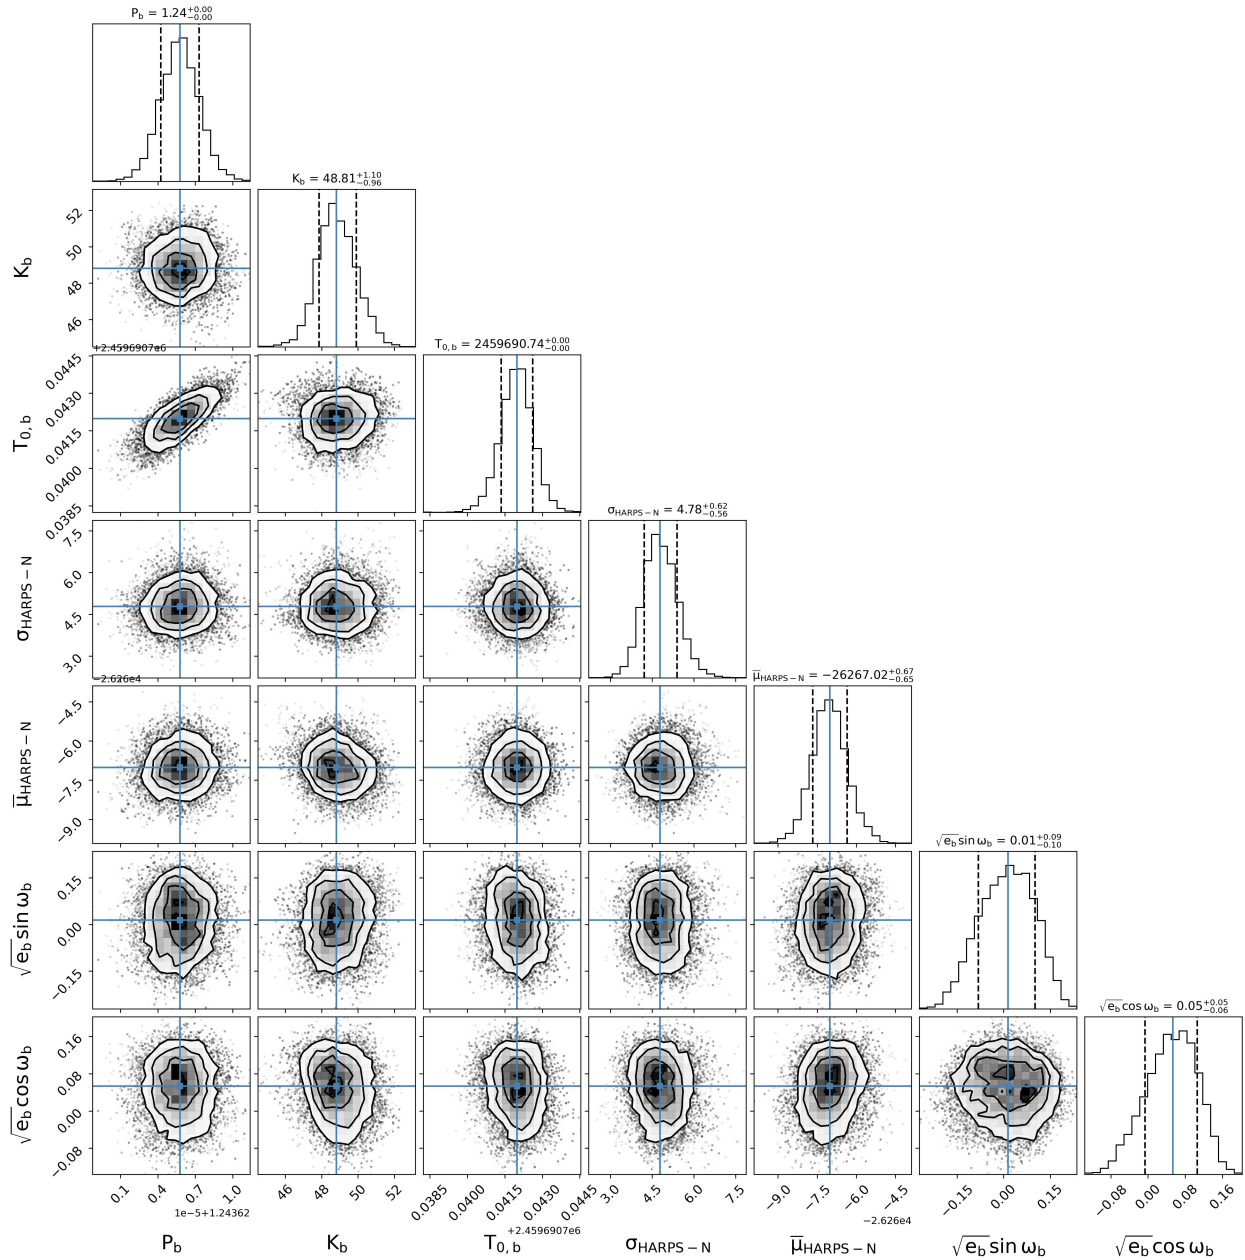 P_b = 1.24^{+0.00}_{-0.00}
K_b = 48.81^{+1.10}_{-0.96}
52
50
48
46
K_b
+2.4596907e6
T_{0,b} = 2459690.74^{+0.00}_{-0.00}
0.0445
0.0430
0.0415
0.0400
0.0385
T_{0,b}
σ_{HARPS−N} = 4.78^{+0.62}_{-0.56}
7.5
6.0
4.5
3.0
σ_{HARPS−N}
−2.626e4
μ̅_{HARPS−N} = −26267.02^{+0.67}_{-0.65}
−4.5
−6.0
−7.5
−9.0
μ̅_{HARPS−N}
√e_b sin ω_b = 0.01^{+0.09}_{-0.10}
0.15
0.00
−0.15
√e_b sin ω_b
√e_b cos ω_b = 0.05^{+0.05}_{-0.06}
0.16
0.08
0.00
−0.08
√e_b cos ω_b
0.1 0.4 0.7 1.0
46 48 50 52
0.0385 0.0400 0.0415 0.0430 0.0445
3.0 4.5 6.0 7.5
−9.0 −7.5 −6.0 −4.5
−0.15 0.00 0.15
−0.08 0.00 0.08 0.16
1e−5+1.24362
+2.4596907e6
−2.626e4
P_b K_b T_{0,b} σ_{HARPS−N} μ̅_{HARPS−N} √e_b sin ω_b √e_b cos ω_b